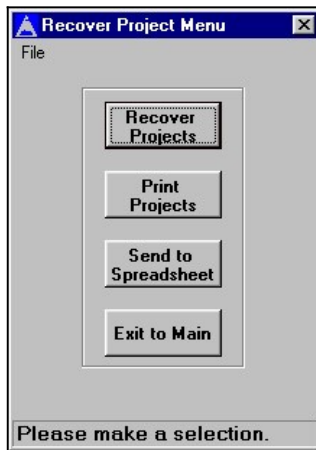 Recover Project Menu
File
Recover
Projects
Print
Projects
Send to
Spreadsheet
Exit to Main
Please make a selection.